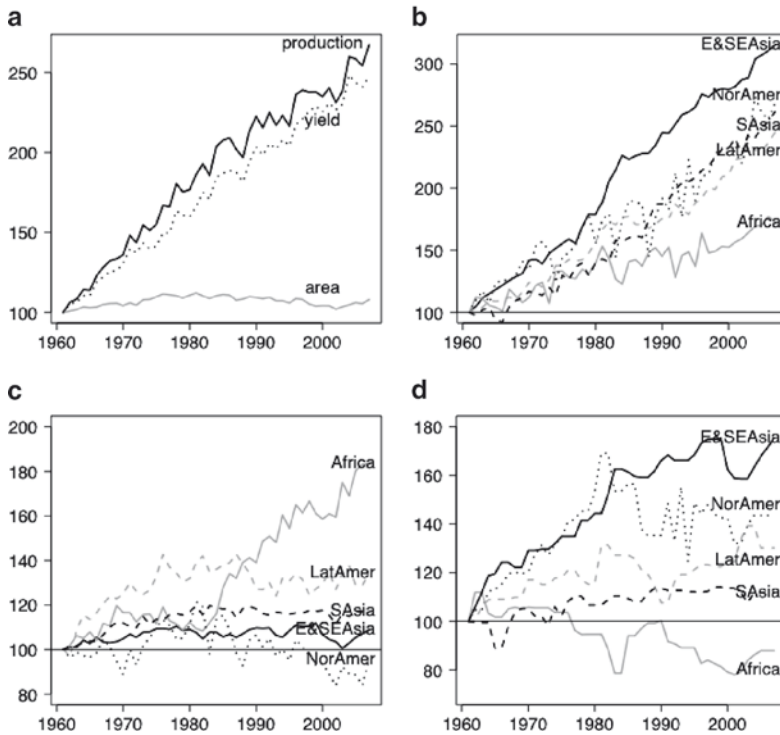 a
production
250
yield
200
150
area
100
1960 1970 1980 1990 2000
b
E&SEAsia
300
NorAmer
250
SAsia
LatAmer
200
Africa
150
100
1960 1970 1980 1990 2000
c
200
180
Africa
160
140
LatAmer
120
SAsia
E&SEAsia
100
NorAmer
80
1960 1970 1980 1990 2000
d
180
E&SEAsia
160
NorAmer
140
LatAmer
120
SAsia
100
Africa
80
1960 1970 1980 1990 2000